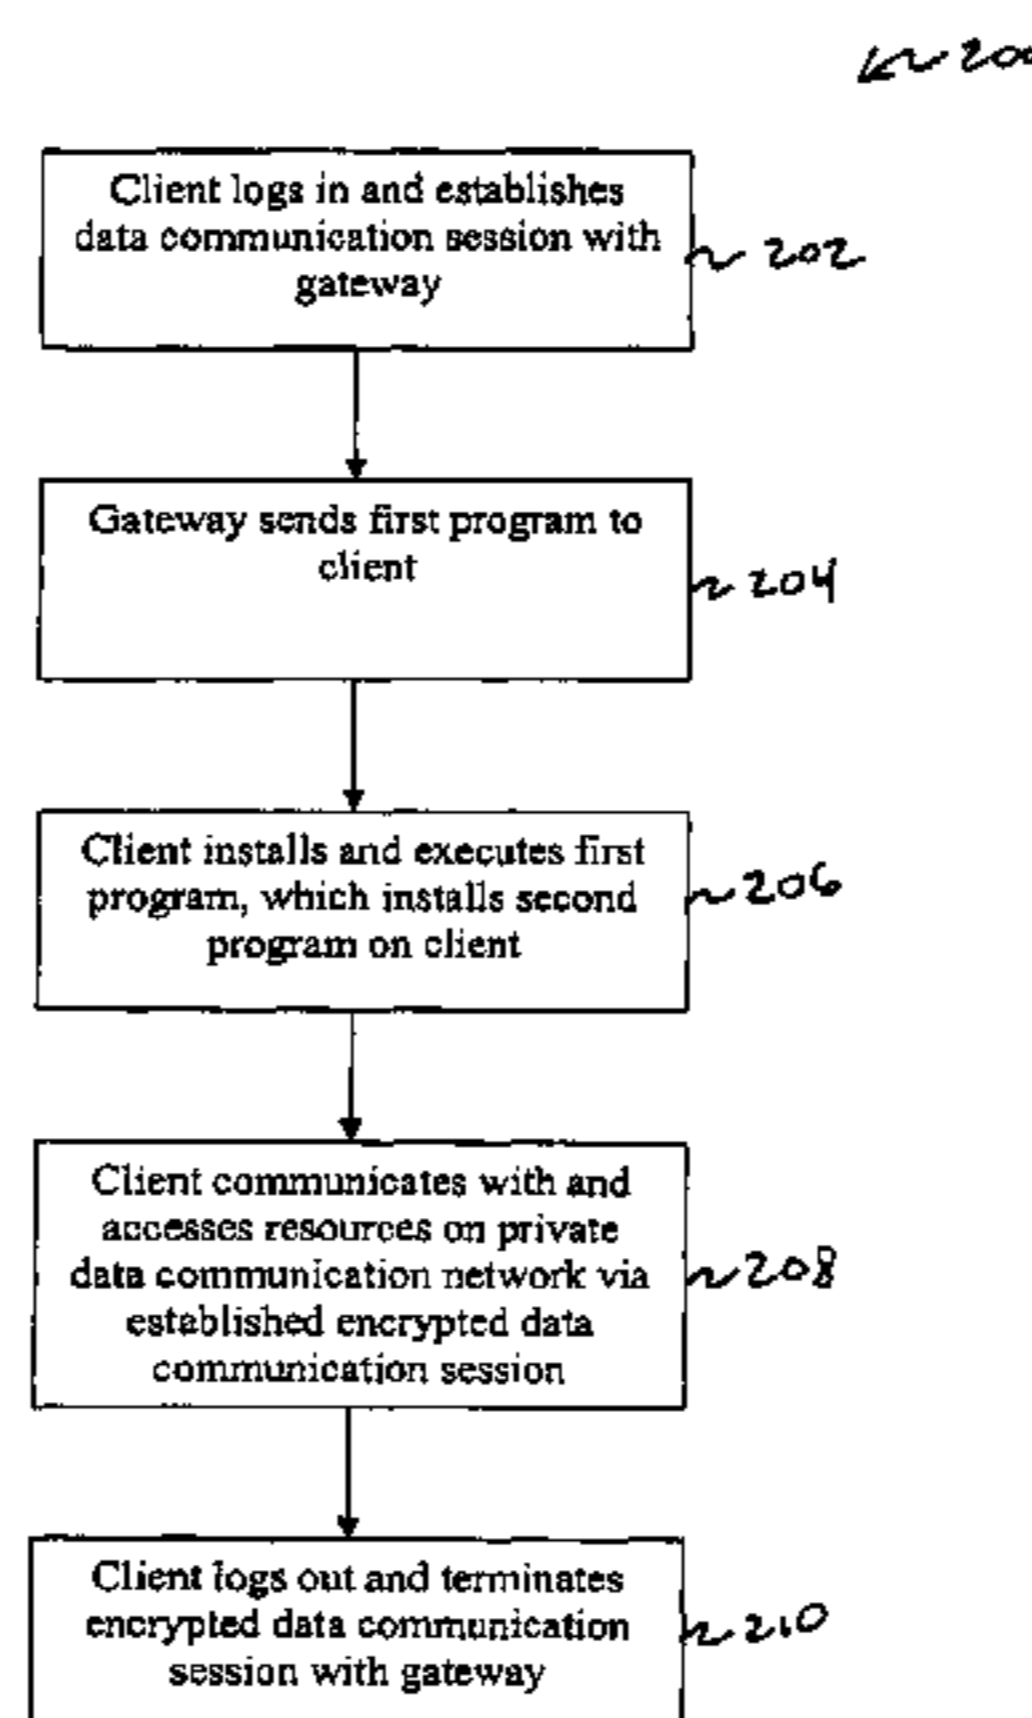 200
Client logs in and establishes
data communication session with
gateway
202
Gateway sends first program to
client
204
Client installs and executes first
program, which installs second
program on client
206
Client communicates with and
accesses resources on private
data communication network via
established encrypted data
communication session
208
Client logs out and terminates
encrypted data communication
session with gateway
210